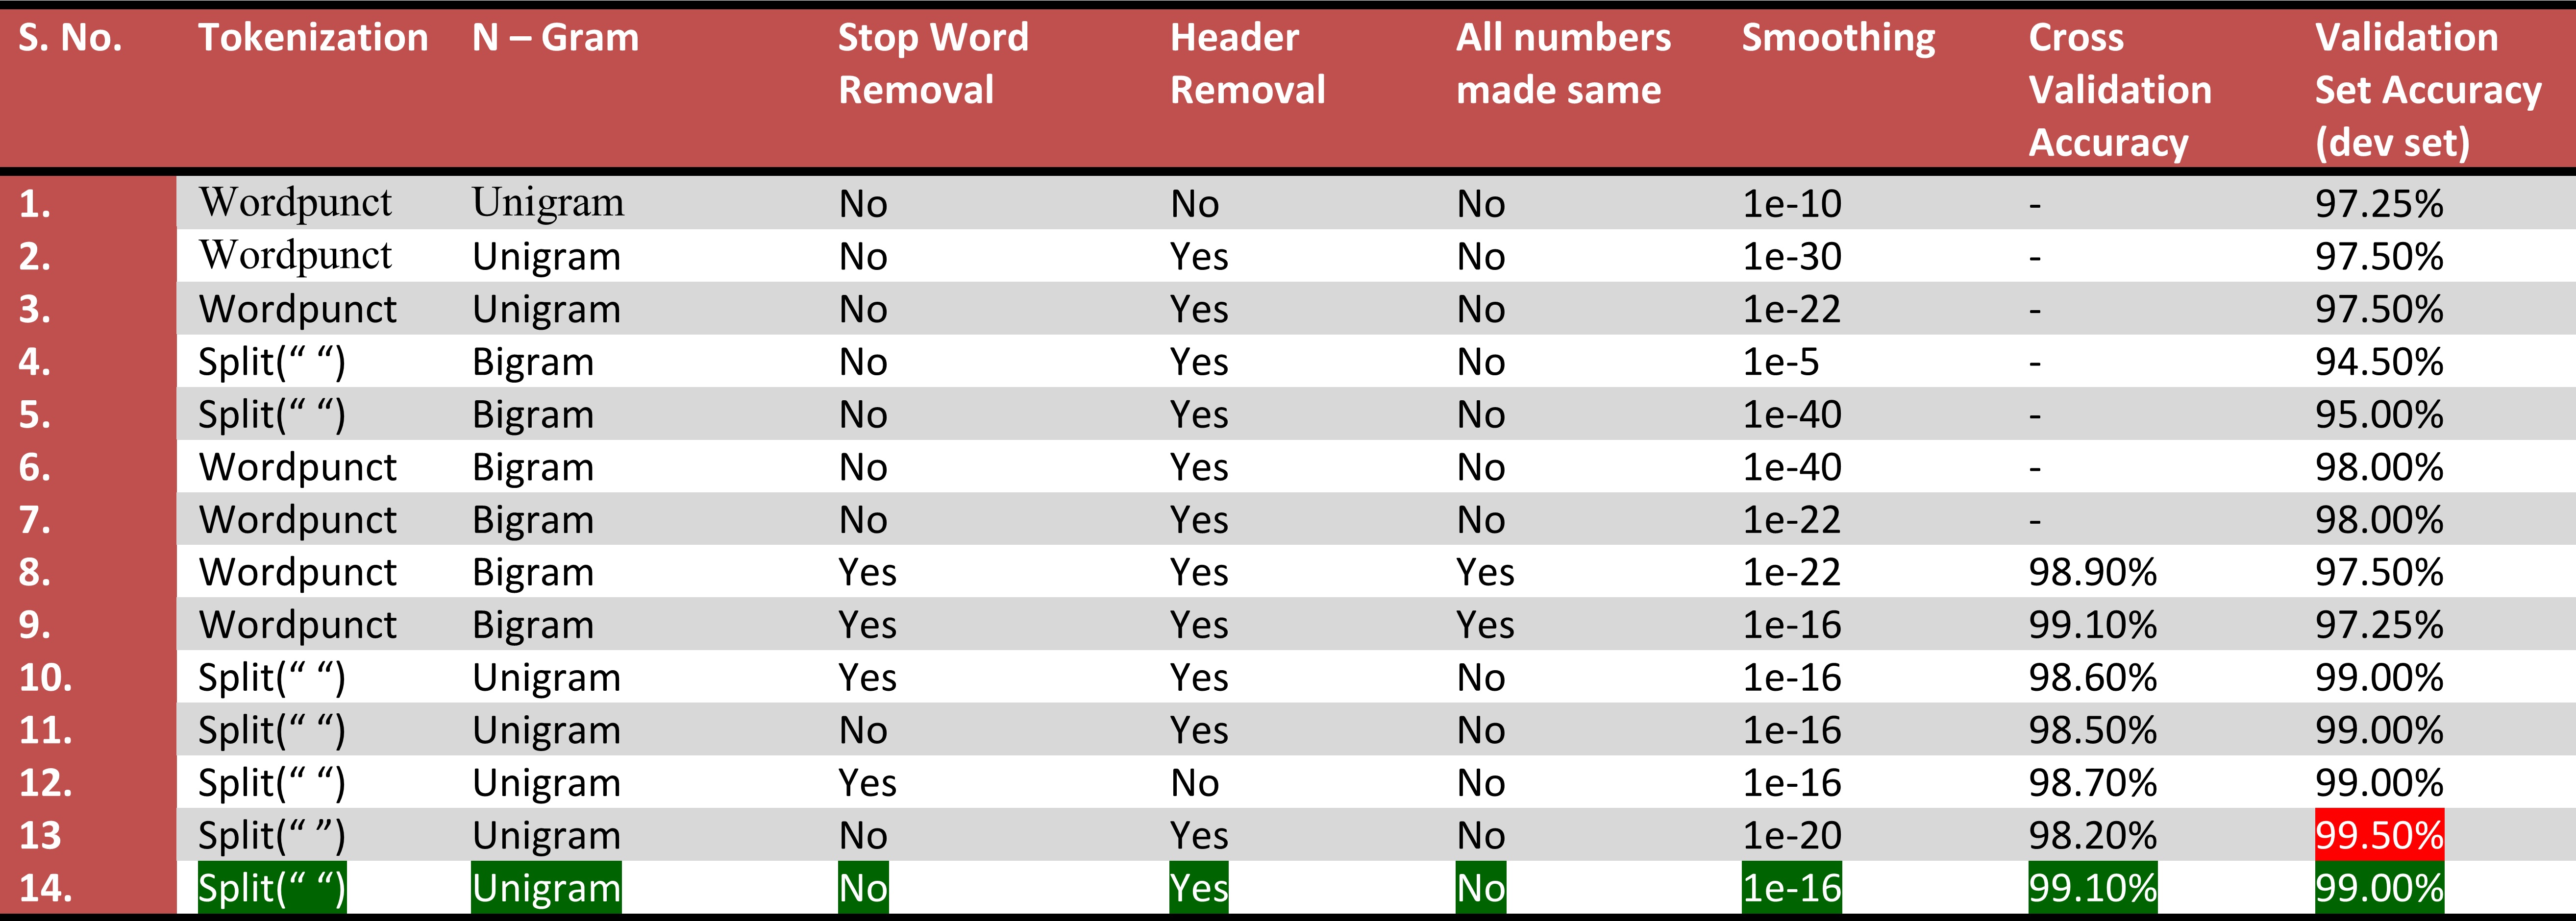 S. No. Tokenization N – Gram Stop Word Removal Header Removal All numbers made same Smoothing Cross Validation Accuracy Validation Set Accuracy (dev set)
1. Wordpunct Unigram No No No 1e-10 - 97.25%
2. Wordpunct Unigram No Yes No 1e-30 - 97.50%
3. Wordpunct Unigram No Yes No 1e-22 - 97.50%
4. Split(“ “) Bigram No Yes No 1e-5 - 94.50%
5. Split(“ “) Bigram No Yes No 1e-40 - 95.00%
6. Wordpunct Bigram No Yes No 1e-40 - 98.00%
7. Wordpunct Bigram No Yes No 1e-22 - 98.00%
8. Wordpunct Bigram Yes Yes Yes 1e-22 98.90% 97.50%
9. Wordpunct Bigram Yes Yes Yes 1e-16 99.10% 97.25%
10. Split(“ “) Unigram Yes Yes No 1e-16 98.60% 99.00%
11. Split(“ “) Unigram No Yes No 1e-16 98.50% 99.00%
12. Split(“ “) Unigram Yes No No 1e-16 98.70% 99.00%
13 Split(“ ”) Unigram No Yes No 1e-20 98.20% 99.50%
14. Split(“ “) Unigram No Yes No 1e-16 99.10% 99.00%